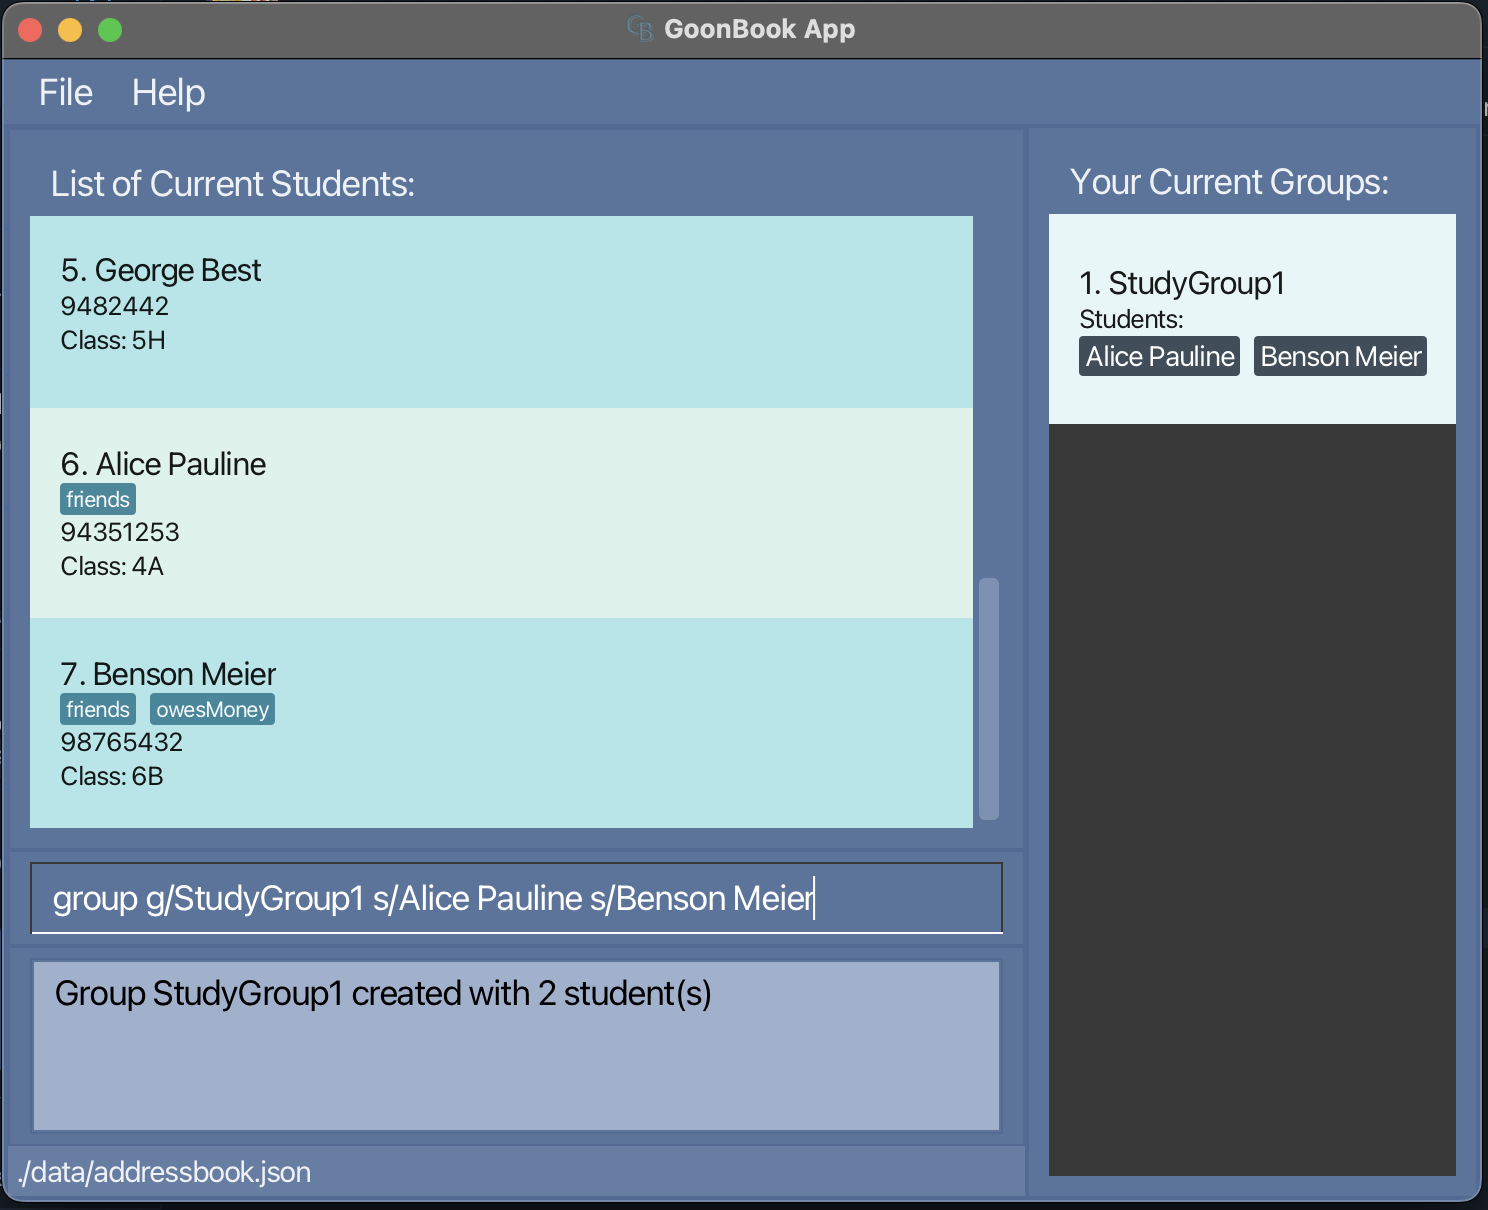 GoonBook App
File Help
List of Current Students:
5. George Best
9482442
Class: 5H
6. Alice Pauline
friends
94351253
Class: 4A
7. Benson Meier
friends owesMoney
98765432
Class: 6B
group g/StudyGroup1 s/Alice Pauline s/Benson Meier
Group StudyGroup1 created with 2 student(s)
./data/addressbook.json
Your Current Groups:
1. StudyGroup1
Students:
Alice Pauline Benson Meier